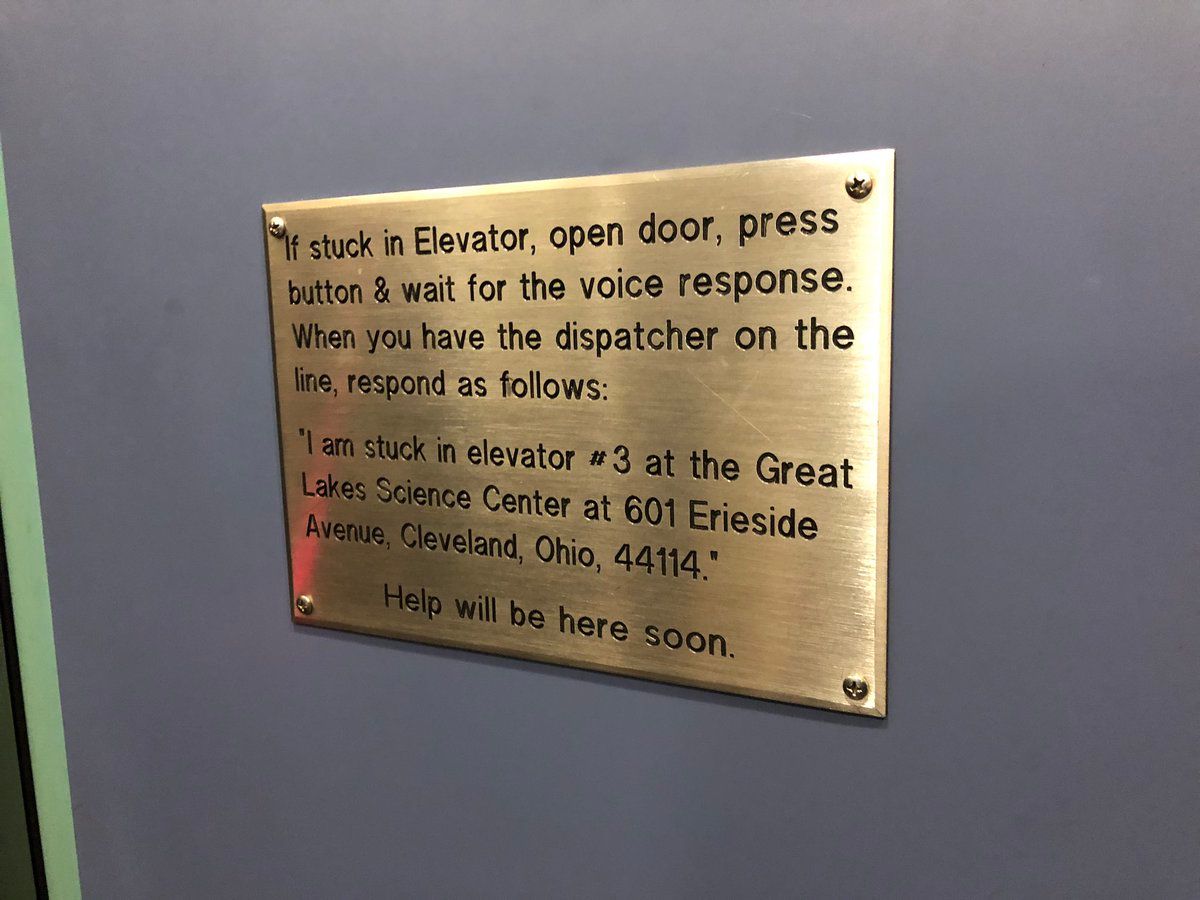 If stuck in Elevator, open door, press
button & wait for the voice response.
When you have the dispatcher on the
line, respond as follows:
"I am stuck in elevator #3 at the Great
Lakes Science Center at 601 Erieside
Avenue, Cleveland, Ohio, 44114."
Help will be here soon.